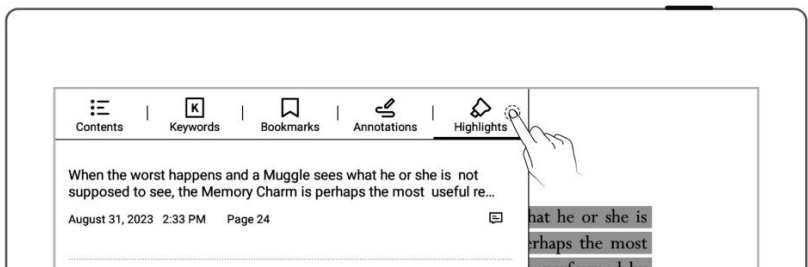 Contents | K Keywords | Bookmarks | Annotations | Highlights
When the worst happens and a Muggle sees what he or she is not
supposed to see, the Memory Charm is perhaps the most useful re...
August 31, 2023 2:33 PM Page 24
hat he or she is
rhaps the most